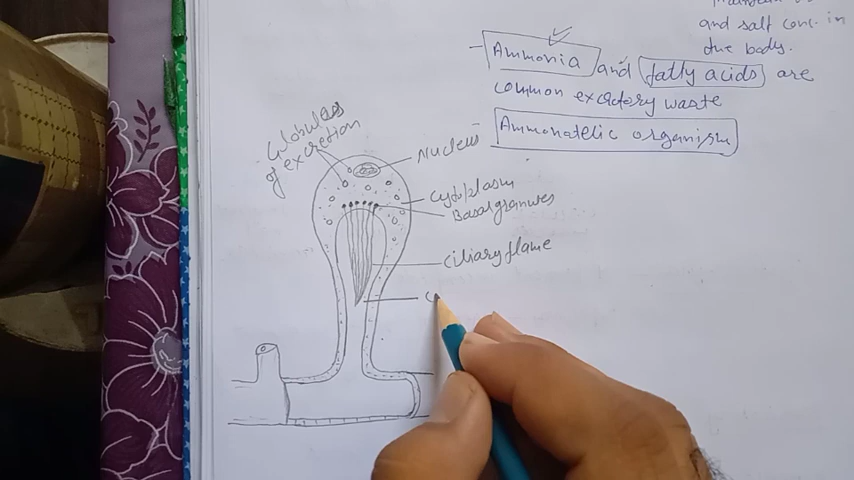 and salt conc. in
the body.
- Ammonia and fatty acids are
common excretory waste
Ammonotelic organism
Globules
of excretion
Nucleus
Cytoplasm
Basal granules
Ciliary flame
C